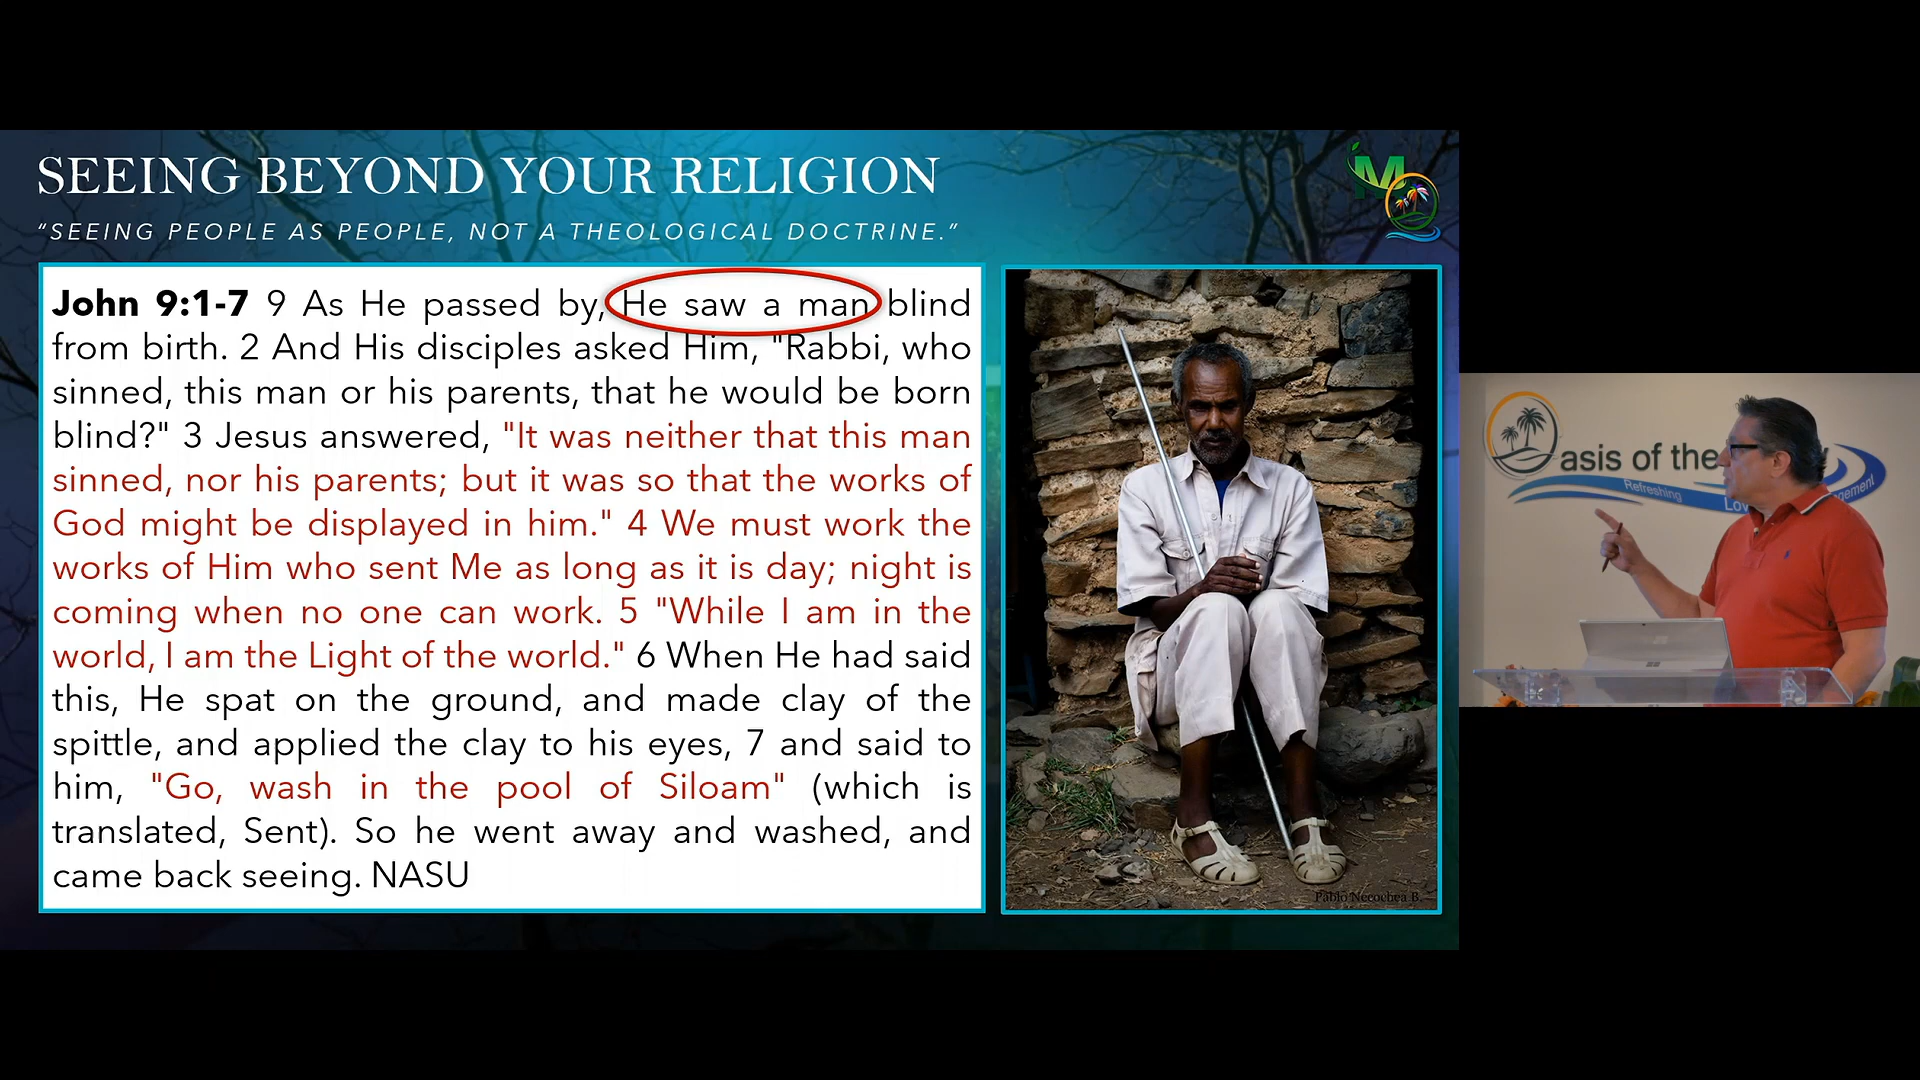 SEEING BEYOND YOUR RELIGION
“SEEING PEOPLE AS PEOPLE, NOT A THEOLOGICAL DOCTRINE.”
M
John 9:1-7 9 As He passed by, He saw a man blind
from birth. 2 And His disciples asked Him, "Rabbi, who
sinned, this man or his parents, that he would be born
blind?" 3 Jesus answered, "It was neither that this man
sinned, nor his parents; but it was so that the works of
God might be displayed in him." 4 We must work the
works of Him who sent Me as long as it is day; night is
coming when no one can work. 5 "While I am in the
world, I am the Light of the world." 6 When He had said
this, He spat on the ground, and made clay of the
spittle, and applied the clay to his eyes, 7 and said to
him, "Go, wash in the pool of Siloam" (which is
translated, Sent). So he went away and washed, and
came back seeing. NASU
Pablo Necochea B.
asis of the
Refreshing